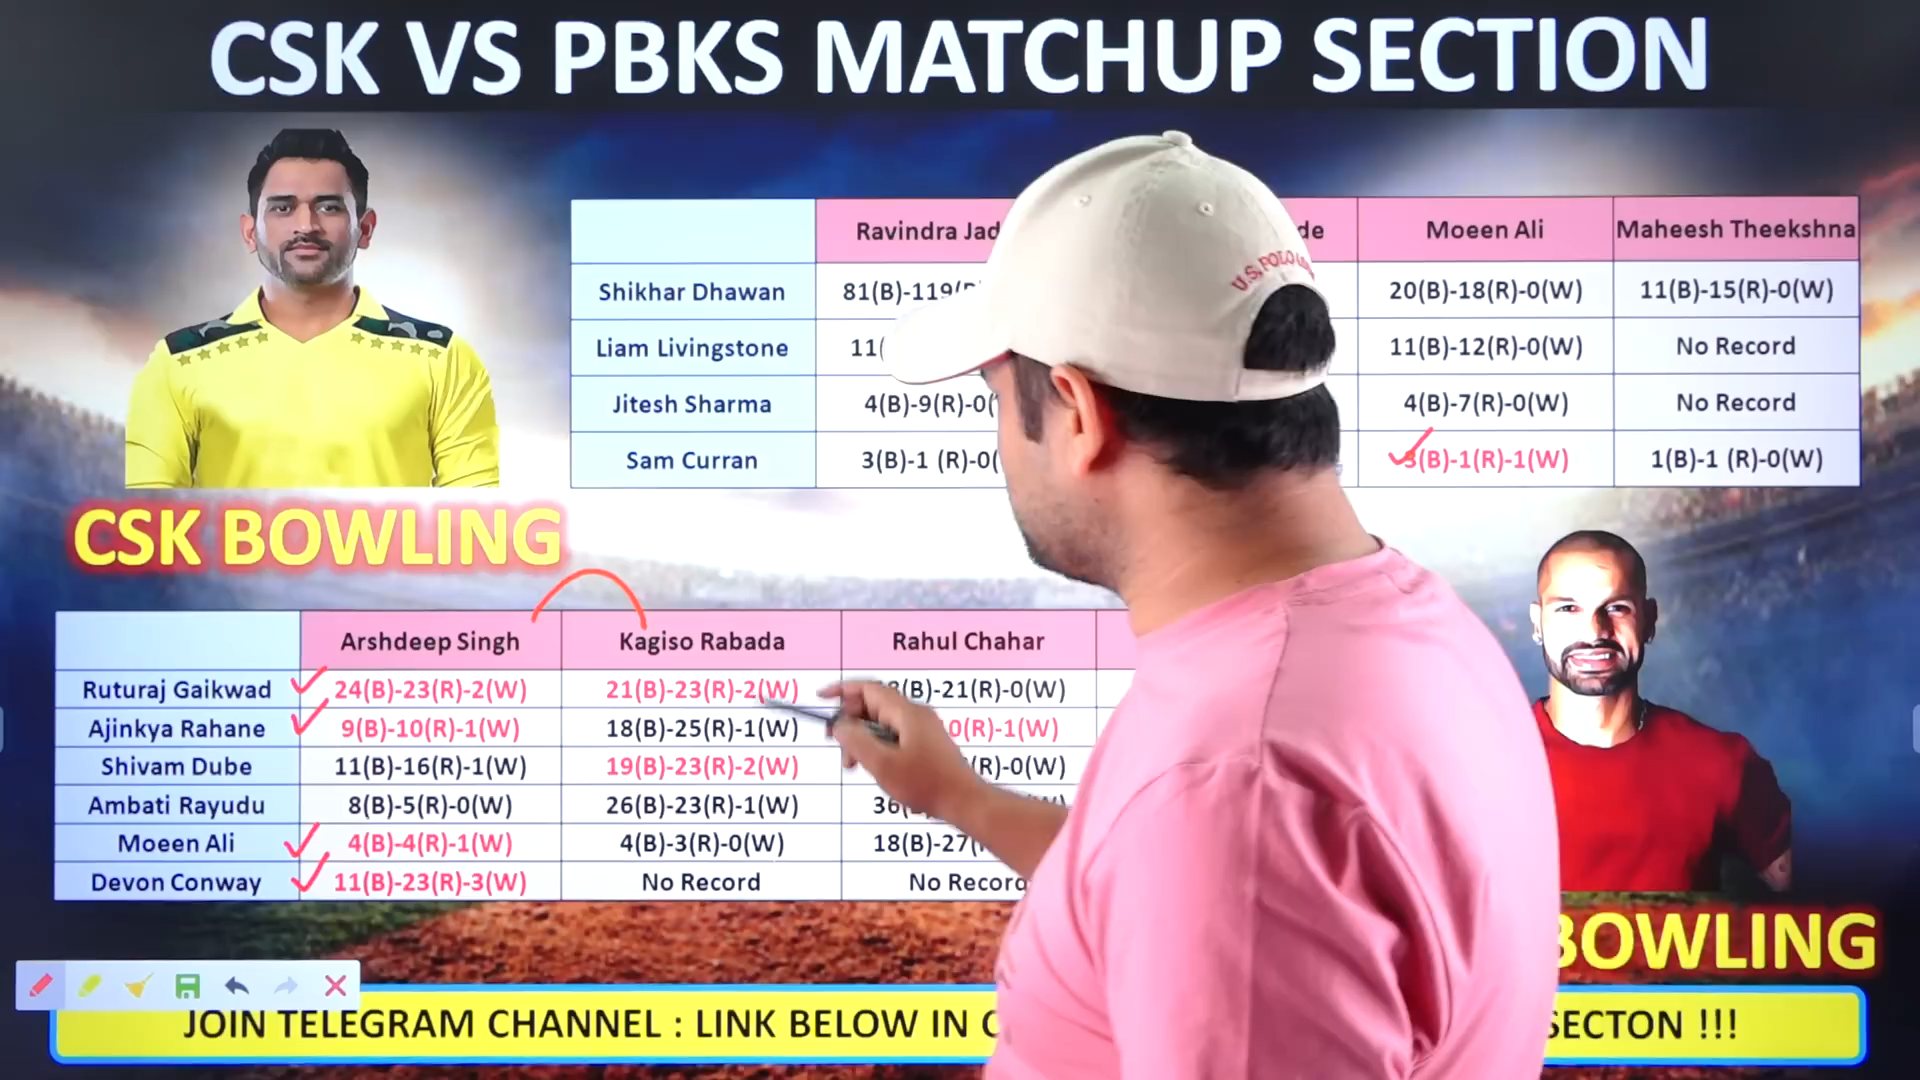 CSK VS PBKS MATCHUP SECTION
Ravindra Moeen Ali Maheesh Theekshna
Shikhar Dhawan 20(B)-18(R)-0(W) 11(B)-15(R)-0(W)
Liam Livingstone 11(B)-12(R)-0(W) No Record
Jitesh Sharma 4(B)-9(R)-0( 4(B)-7(R)-0(W) No Record
Sam Curran 3(B)-1 (R)-0( (B)-1(R)-1(W) 1(B)-1 (R)-0(W)
U.S. POLO
CSK BOWLING
Arshdeep Singh Kagiso Rabada Rahul Chahar
Ruturaj Gaikwad 24(B)-23(R)-2(W) 21(B)-23(R)-2(W) (B)-21(R)-0(W)
Ajinkya Rahane 9(B)-10(R)-1(W) 18(B)-25(R)-1(W) 0(R)-1(W)
Shivam Dube 11(B)-16(R)-1(W) 19(B)-23(R)-2(W) (R)-0(W)
Ambati Rayudu 8(B)-5(R)-0(W) 26(B)-23(R)-1(W) 36(
Moeen Ali 4(B)-4(R)-1(W) 4(B)-3(R)-0(W) 18(B)-27(
Devon Conway 11(B)-23(R)-3(W) No Record No Record
BOWLING
JOIN TELEGRAM CHANNEL : LINK BELOW IN SECTON !!!